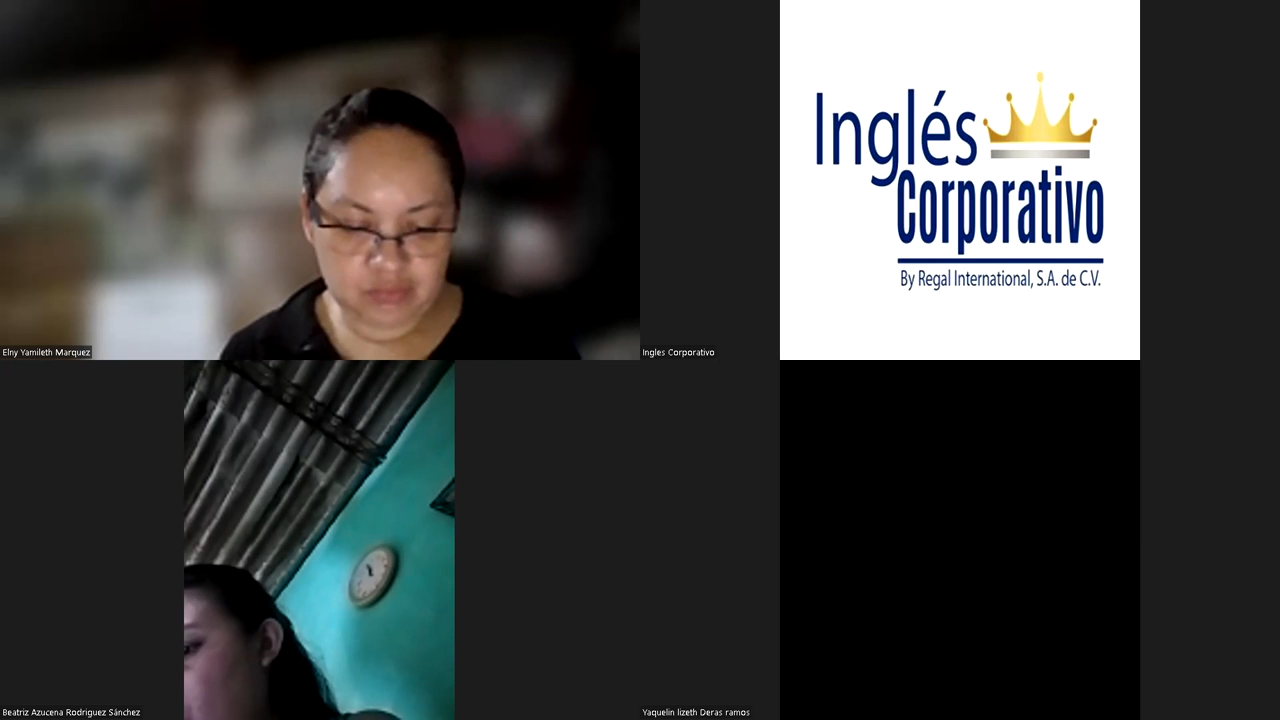 Inglés
Corporativo
By Regal International, S.A. de C.V.
Elny Yamileth Marquez
Ingles Corporativo
Beatriz Azucena Rodriguez Sánchez
Yaquelin lizeth Deras ramos